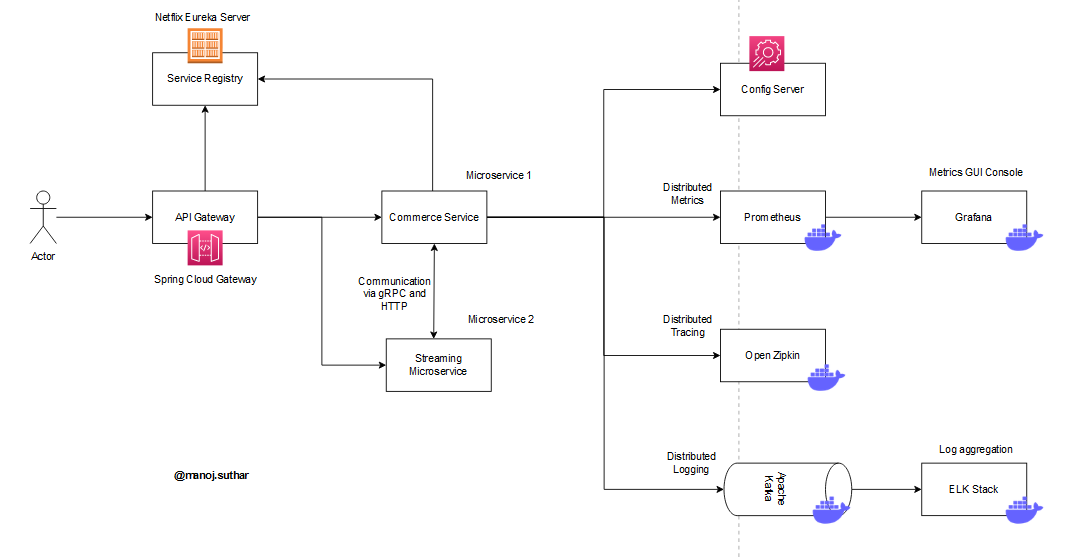 Netflix Eureka Server
Service Registry
Config Server
Microservice 1
Distributed
Metrics
Metrics GUI Console
API Gateway
Commerce Service
Prometheus
Grafana
Actor
Spring Cloud Gateway
Communication
via gRPC and
HTTP
Microservice 2
Distributed
Tracing
Streaming
Microservice
Open Zipkin
@manoj.suthar
Distributed
Logging
Apache
Kafka
Log aggregation
ELK Stack